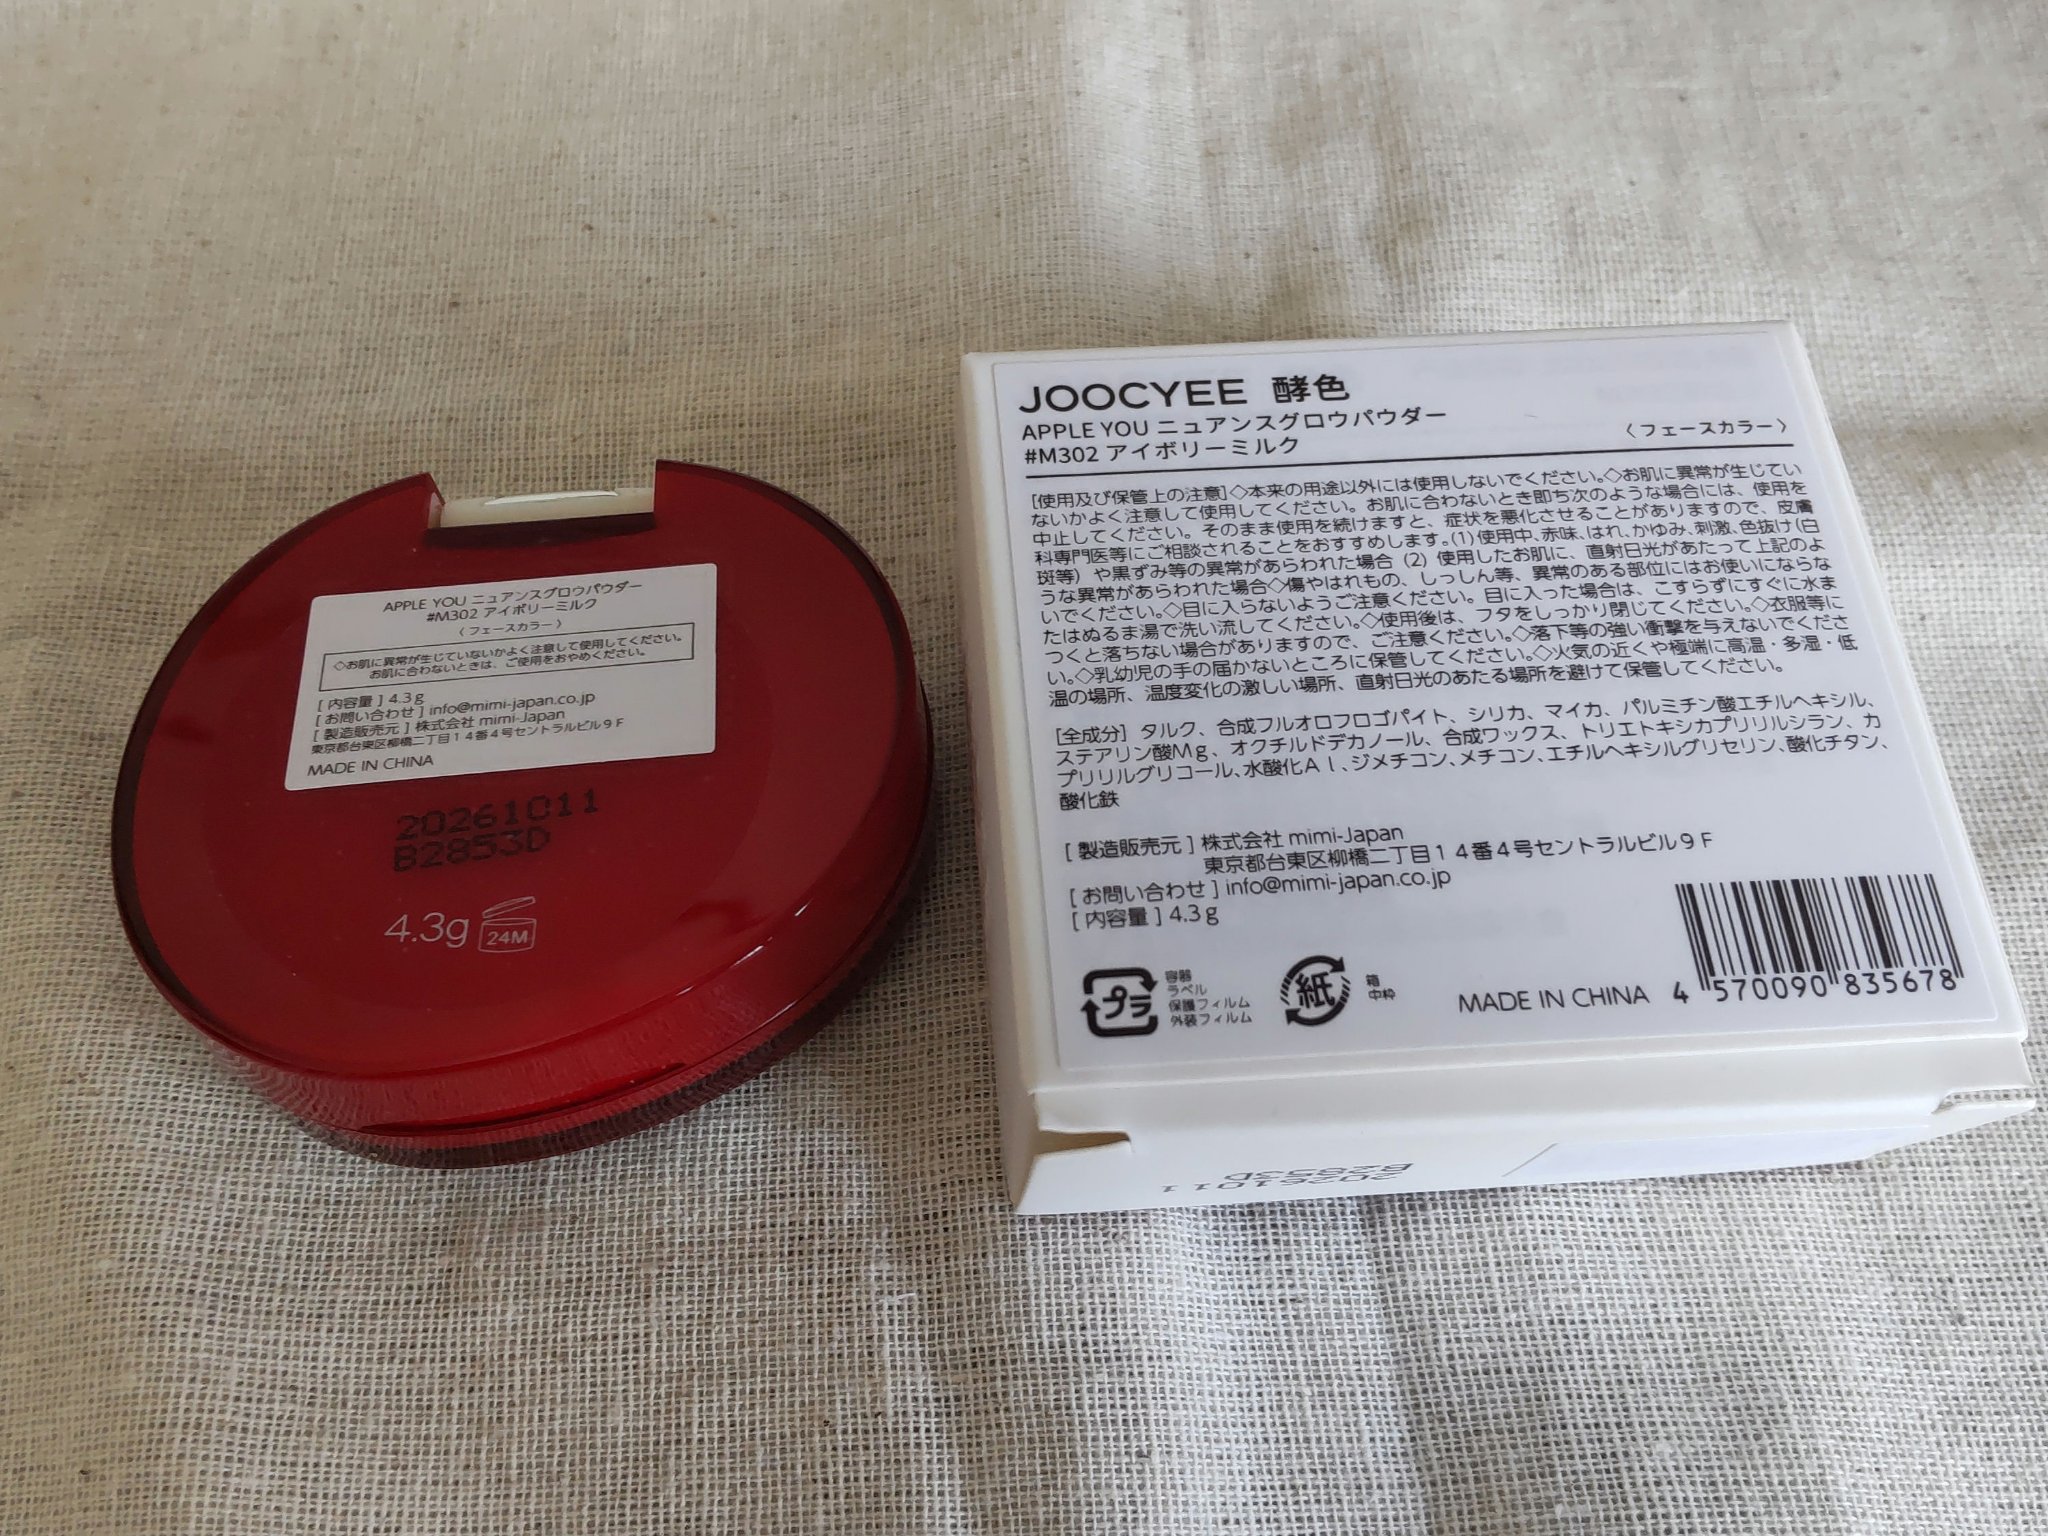 APPLE YOU ニュアンスグロウパウダー
#M302 アイボリーミルク
〈フェースカラー〉
◇お肌に異常が生じていないかよく注意して使用してください。
お肌に合わないときは、ご使用をおやめください。
[ 内容量 ] 4.3g
[ お問い合わせ ] info@mimi-japan.co.jp
[ 製造販売元 ] 株式会社 mimi-Japan
東京都台東区柳橋二丁目１４番４号セントラルビル９Ｆ
MADE IN CHINA
20261011
B2853D
4.3g 24M
JOOCYEE 酵色
APPLE YOU ニュアンスグロウパウダー
#M302 アイボリーミルク 〈フェースカラー〉
[使用及び保管上の注意]◇本来の用途以外には使用しないでください。◇お肌に異常が生じてい
ないかよく注意して使用してください。お肌に合わないとき即ち次のような場合には、使用を
中止してください。そのまま使用を続けますと、症状を悪化させることがありますので、皮膚
科専門医等にご相談されることをおすすめします。(1)使用中、赤味、はれ、かゆみ、刺激、色抜け(白
斑等）や黒ずみ等の異常があらわれた場合（2）使用したお肌に、直射日光があたって上記のよ
うな異常があらわれた場合◇傷やはれもの、しっしん等、異常のある部位にはお使いにならな
いでください。◇目に入らないようご注意ください。目に入った場合は、こすらずにすぐに水ま
たはぬるま湯で洗い流してください。◇使用後は、フタをしっかり閉じてください。◇衣服等に
つくと落ちない場合がありますので、ご注意ください。◇落下等の強い衝撃を与えないでくださ
い。◇乳幼児の手の届かないところに保管してください。◇火気の近くや極端に高温・多湿・低
温の場所、温度変化の激しい場所、直射日光のあたる場所を避けて保管してください。
[全成分] タルク、合成フルオロフロゴパイト、シリカ、マイカ、パルミチン酸エチルヘキシル、
ステアリン酸Ｍｇ、オクチルドデカノール、合成ワックス、トリエトキシカプリリルシラン、カ
プリリルグリコール、水酸化Ａｌ、ジメチコン、メチコン、エチルヘキシルグリセリン、酸化チタン、
酸化鉄
[ 製造販売元 ] 株式会社 mimi-Japan
東京都台東区柳橋二丁目１４番４号セントラルビル９Ｆ
[ お問い合わせ ] info@mimi-japan.co.jp
[ 内容量 ] 4.3g
プラ
容器
ラベル
保護フィルム
外装フィルム
紙
箱
中枠
MADE IN CHINA
4 570090 835678
20261011
B2853D